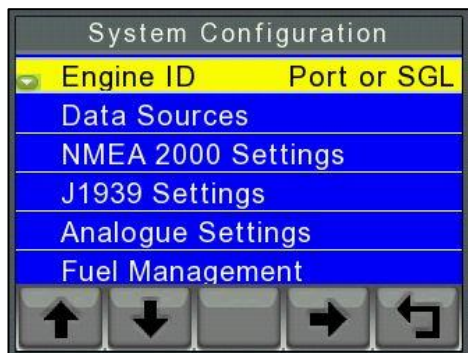 System Configuration
Engine ID Port or SGL
Data Sources
NMEA 2000 Settings
J1939 Settings
Analogue Settings
Fuel Management